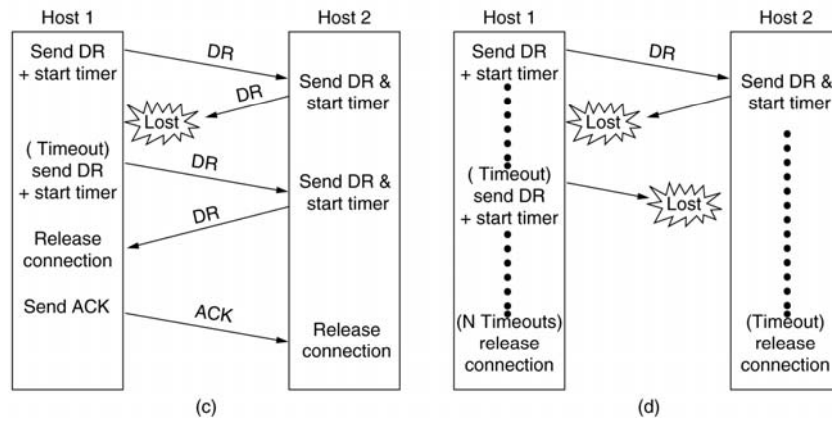 Host 1
Host 2
Send DR
+ start timer
DR
Send DR &
start timer
DR
Lost
( Timeout)
send DR
+ start timer
DR
Send DR &
start timer
DR
Release
connection
Send ACK
ACK
Release
connection
(c)
Host 1
Host 2
Send DR
+ start timer
DR
Send DR &
start timer
Lost
( Timeout)
send DR
+ start timer
Lost
(N Timeouts)
release
connection
(Timeout)
release
connection
(d)